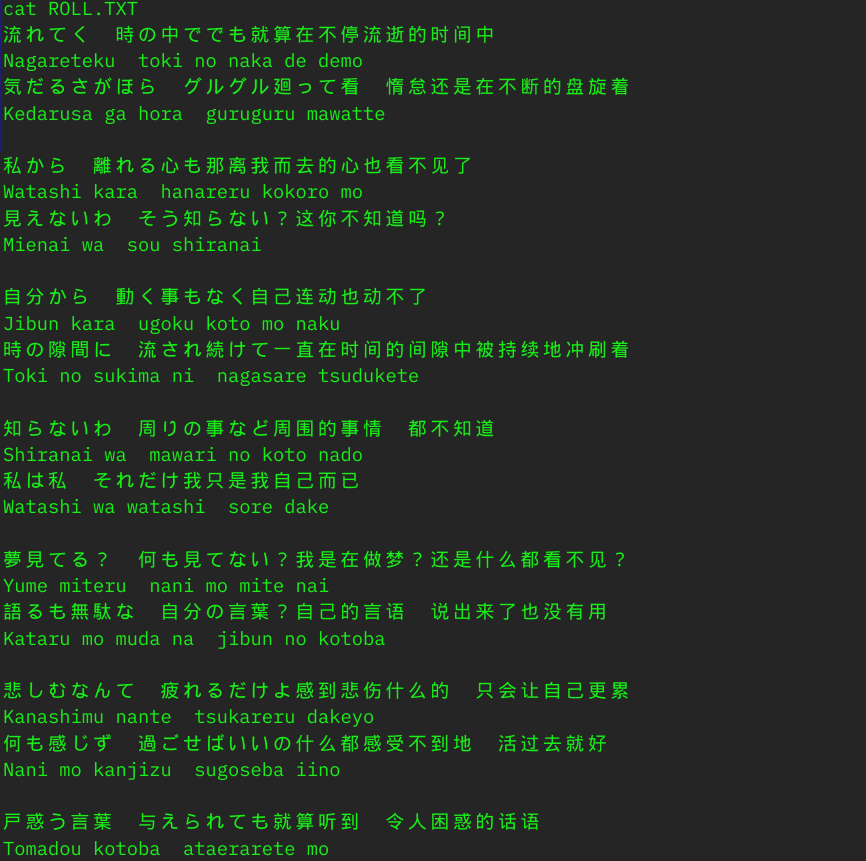 cat ROLL.TXT
流れてく　時の中ででも就算在不停流逝的时间中
Nagareteku  toki no naka de demo
気だるさがほら　グルグル廻って看　惰怠还是在不断的盘旋着
Kedarusa ga hora  guruguru mawatte
私から　離れる心も那离我而去的心也看不见了
Watashi kara  hanareru kokoro mo
見えないわ　そう知らない？这你不知道吗？
Mienai wa  sou shiranai
自分から　動く事もなく自己连动也动不了
Jibun kara  ugoku koto mo naku
時の隙間に　流され続けて一直在时间的间隙中被持续地冲刷着
Toki no sukima ni  nagasare tsudukete
知らないわ　周りの事など周围的事情　都不知道
Shiranai wa  mawari no koto nado
私は私　それだけ我只是我自己而已
Watashi wa watashi  sore dake
夢見てる？　何も見てない？我是在做梦？还是什么都看不见？
Yume miteru  nani mo mite nai
語るも無駄な　自分の言葉？自己的言语　说出来了也没有用
Kataru mo muda na  jibun no kotoba
悲しむなんて　疲れるだけよ感到悲伤什么的　只会让自己更累
Kanashimu nante  tsukareru dakeyo
何も感じず　過ごせばいいの什么都感受不到地　活过去就好
Nani mo kanjizu  sugoseba iino
戸惑う言葉　与えられても就算听到　令人困惑的话语
Tomadou kotoba  ataerarete mo